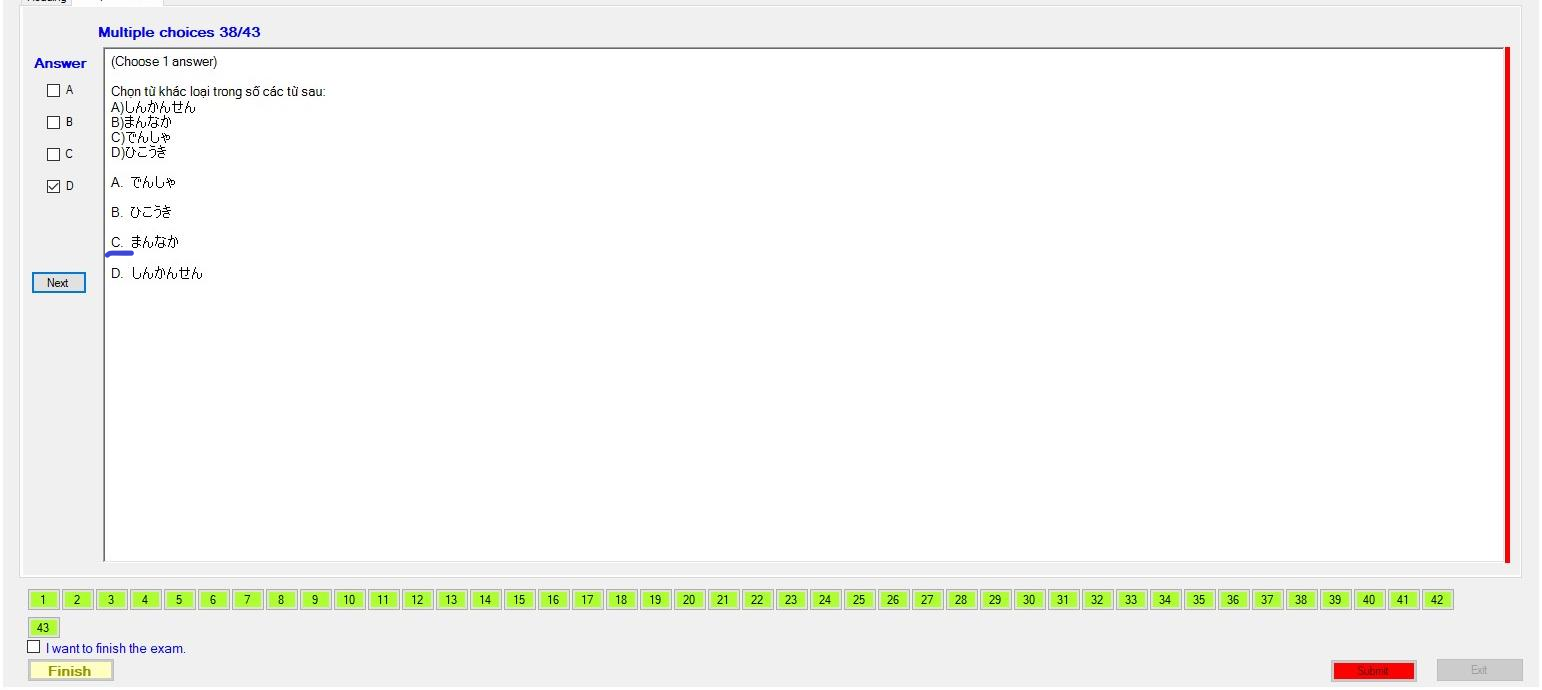 Multiple choices 38/43
Answer
(Choose 1 answer)
A
Chọn từ khác loại trong số các từ sau:
A)しんかんせん
B
B)まんなか
C)でんしゃ
C
D)ひこうき
D
A. でんしゃ
B. ひこうき
C. まんなか
D. しんかんせん
Next
1 2 3 4 5 6 7 8 9 10 11 12 13 14 15 16 17 18 19 20 21 22 23 24 25 26 27 28 29 30 31 32 33 34 35 36 37 38 39 40 41 42
43
I want to finish the exam.
Finish
Submit
Exit